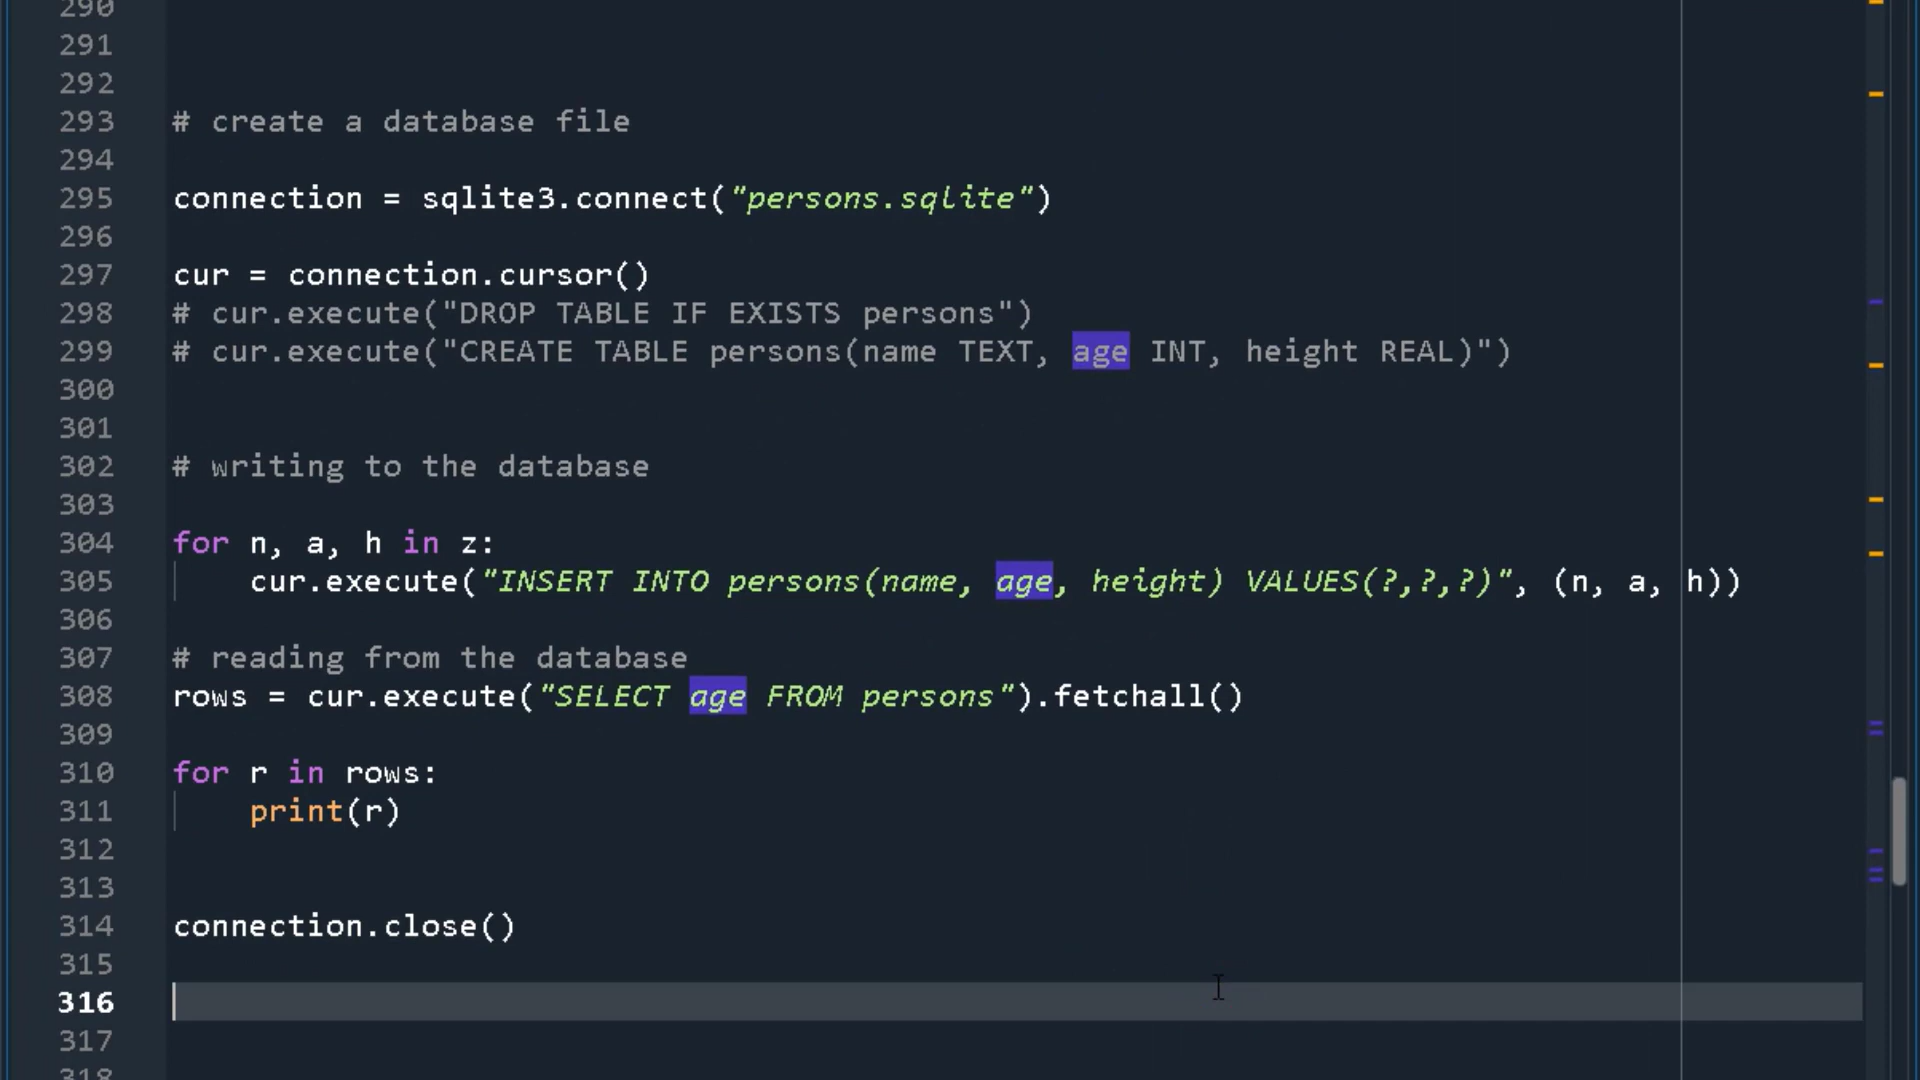 290
291
292
293 # create a database file
294
295 connection = sqlite3.connect("persons.sqlite")
296
297 cur = connection.cursor()
298 # cur.execute("DROP TABLE IF EXISTS persons")
299 # cur.execute("CREATE TABLE persons(name TEXT, age INT, height REAL)")
300
301
302 # writing to the database
303
304 for n, a, h in z:
305     cur.execute("INSERT INTO persons(name, age, height) VALUES(?,?,?)", (n, a, h))
306
307 # reading from the database
308 rows = cur.execute("SELECT age FROM persons").fetchall()
309
310 for r in rows:
311     print(r)
312
313
314 connection.close()
315
316
317
318